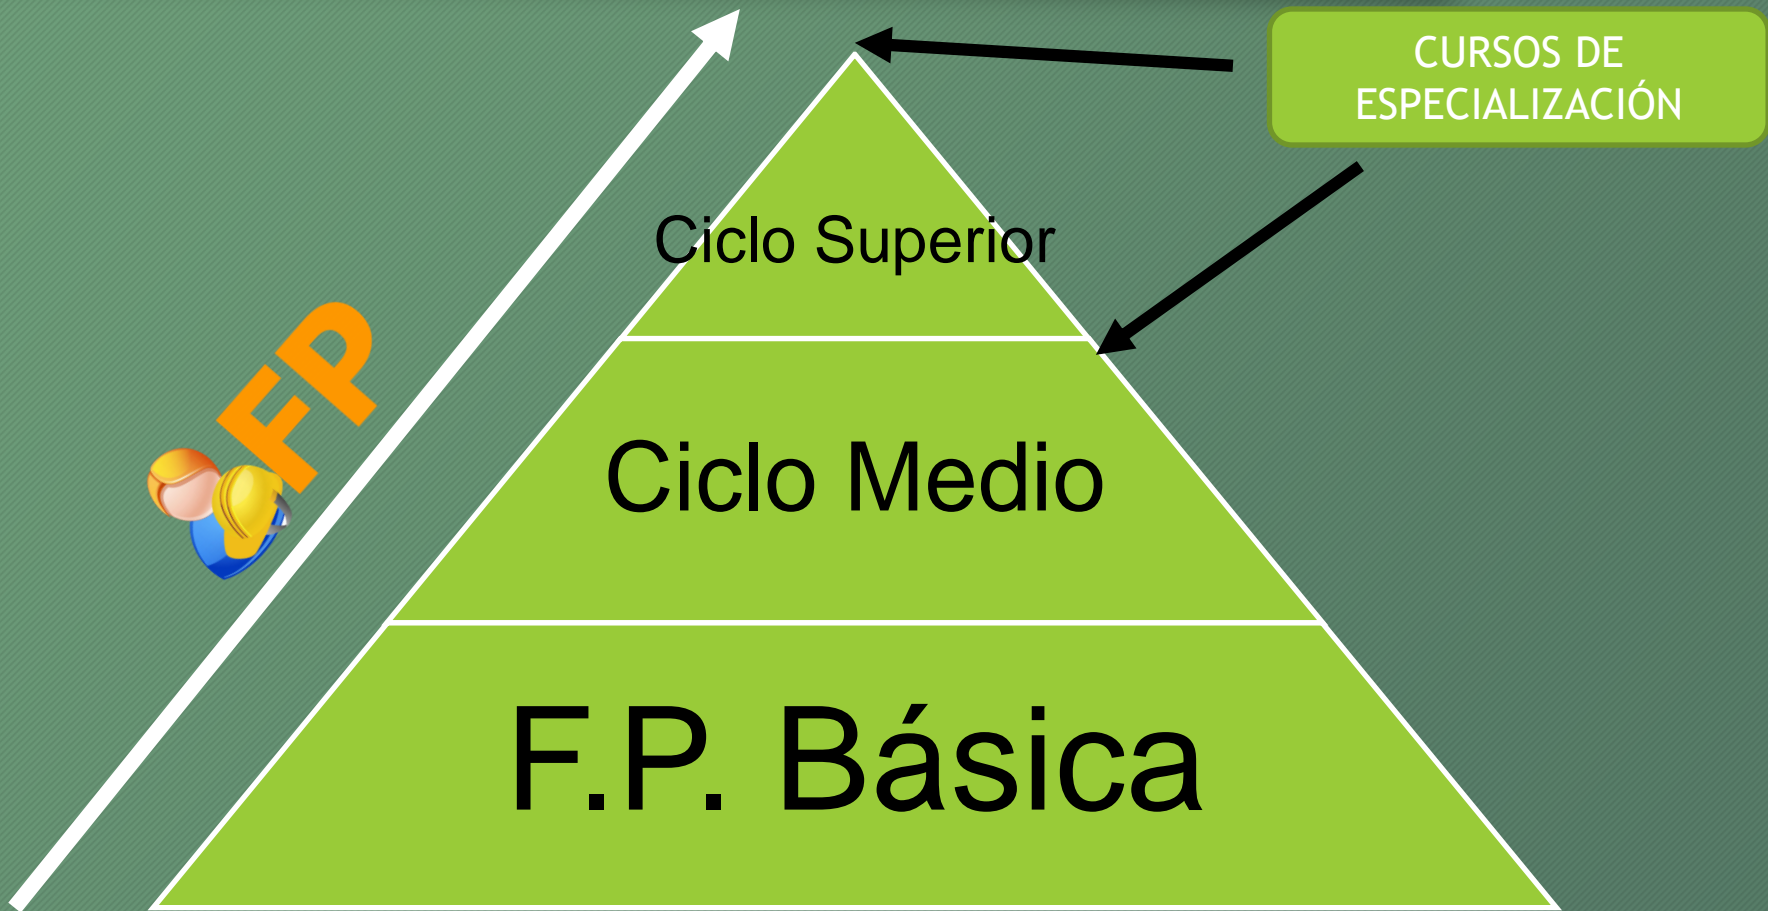 CURSOS DE
ESPECIALIZACIÓN
Ciclo Superior
FP
Ciclo Medio
F.P. Básica